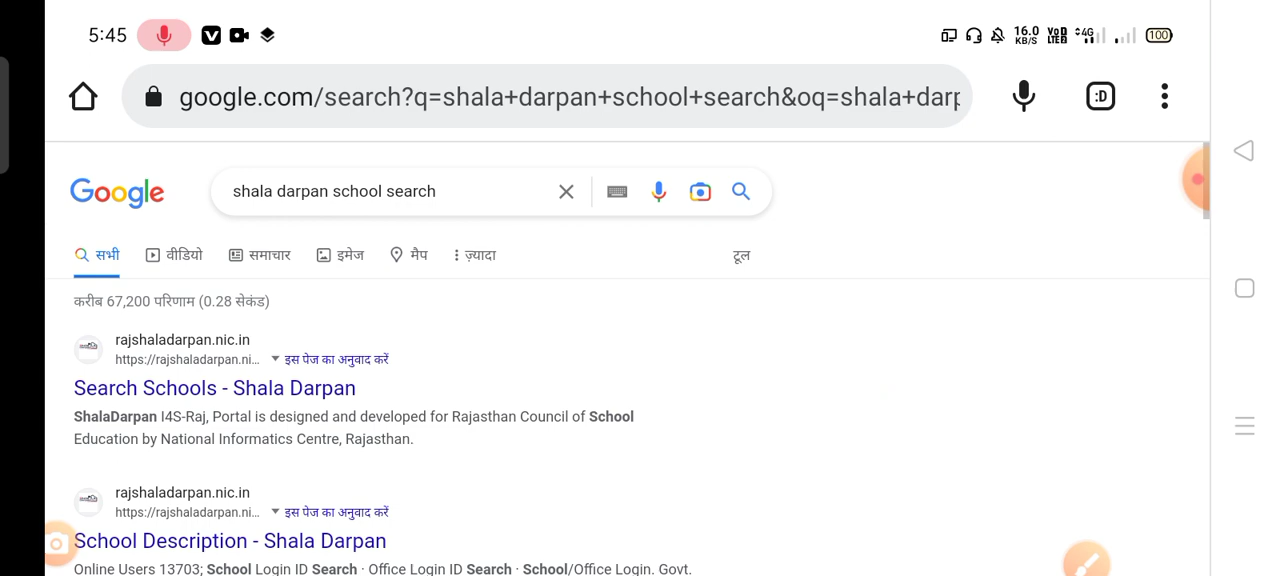 5:45 16.0 KB/S VoD LTEB 4G 100
google.com/search?q=shala+darpan+school+search&oq=shala+darp
:D
Google shala darpan school search
सभी वीडियो समाचार इमेज मैप ज़्यादा टूल
करीब 67,200 परिणाम (0.28 सेकंड)
rajshaladarpan.nic.in
https://rajshaladarpan.ni... इस पेज का अनुवाद करें
Search Schools - Shala Darpan
ShalaDarpan I4S-Raj, Portal is designed and developed for Rajasthan Council of School
Education by National Informatics Centre, Rajasthan.
rajshaladarpan.nic.in
https://rajshaladarpan.ni... इस पेज का अनुवाद करें
School Description - Shala Darpan
Online Users 13703; School Login ID Search · Office Login ID Search · School/Office Login. Govt.